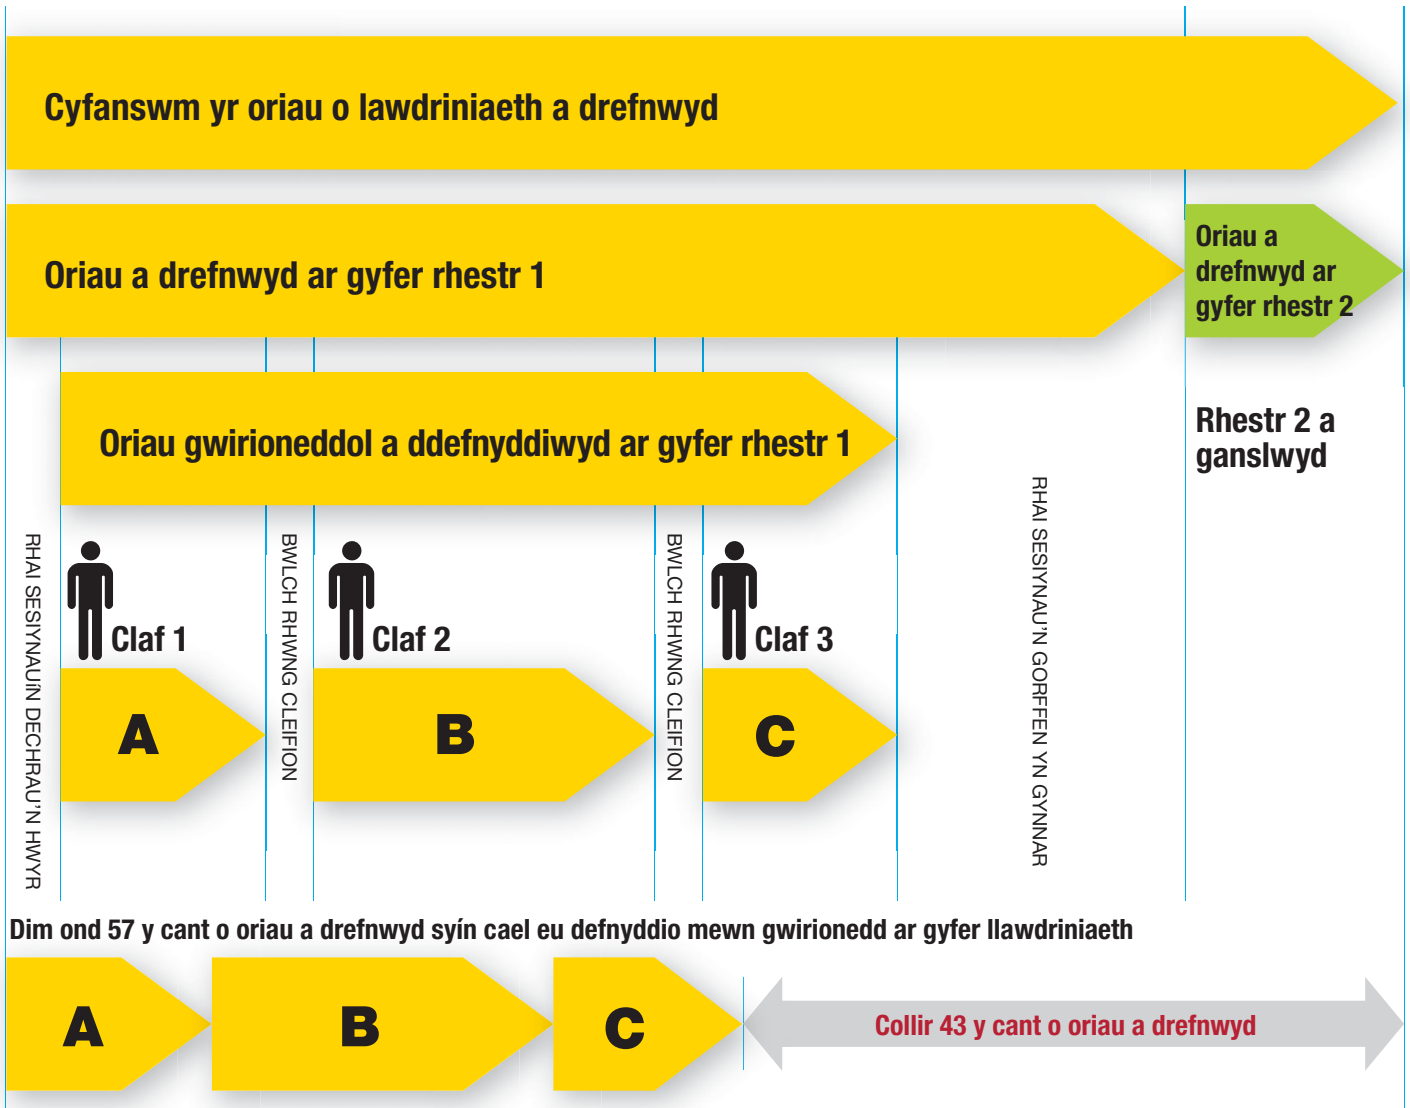 Cyfanswm yr oriau o lawdriniaeth a drefnwyd
Oriau a drefnwyd ar gyfer rhestr 1
Oriau a
drefnwyd ar
gyfer rhestr 2
Oriau gwirioneddol a ddefnyddiwyd ar gyfer rhestr 1
Rhestr 2 a
ganslwyd
RHAI SESIYNAUíN DECHRAU'N HWYR
Claf 1
BWLCH RHWNG CLEIFION
Claf 2
BWLCH RHWNG CLEIFION
Claf 3
RHAI SESIYNAU'N GORFFEN YN GYNNAR
A
B
C
Dim ond 57 y cant o oriau a drefnwyd syín cael eu defnyddio mewn gwirionedd ar gyfer llawdriniaeth
A
B
C
Collir 43 y cant o oriau a drefnwyd